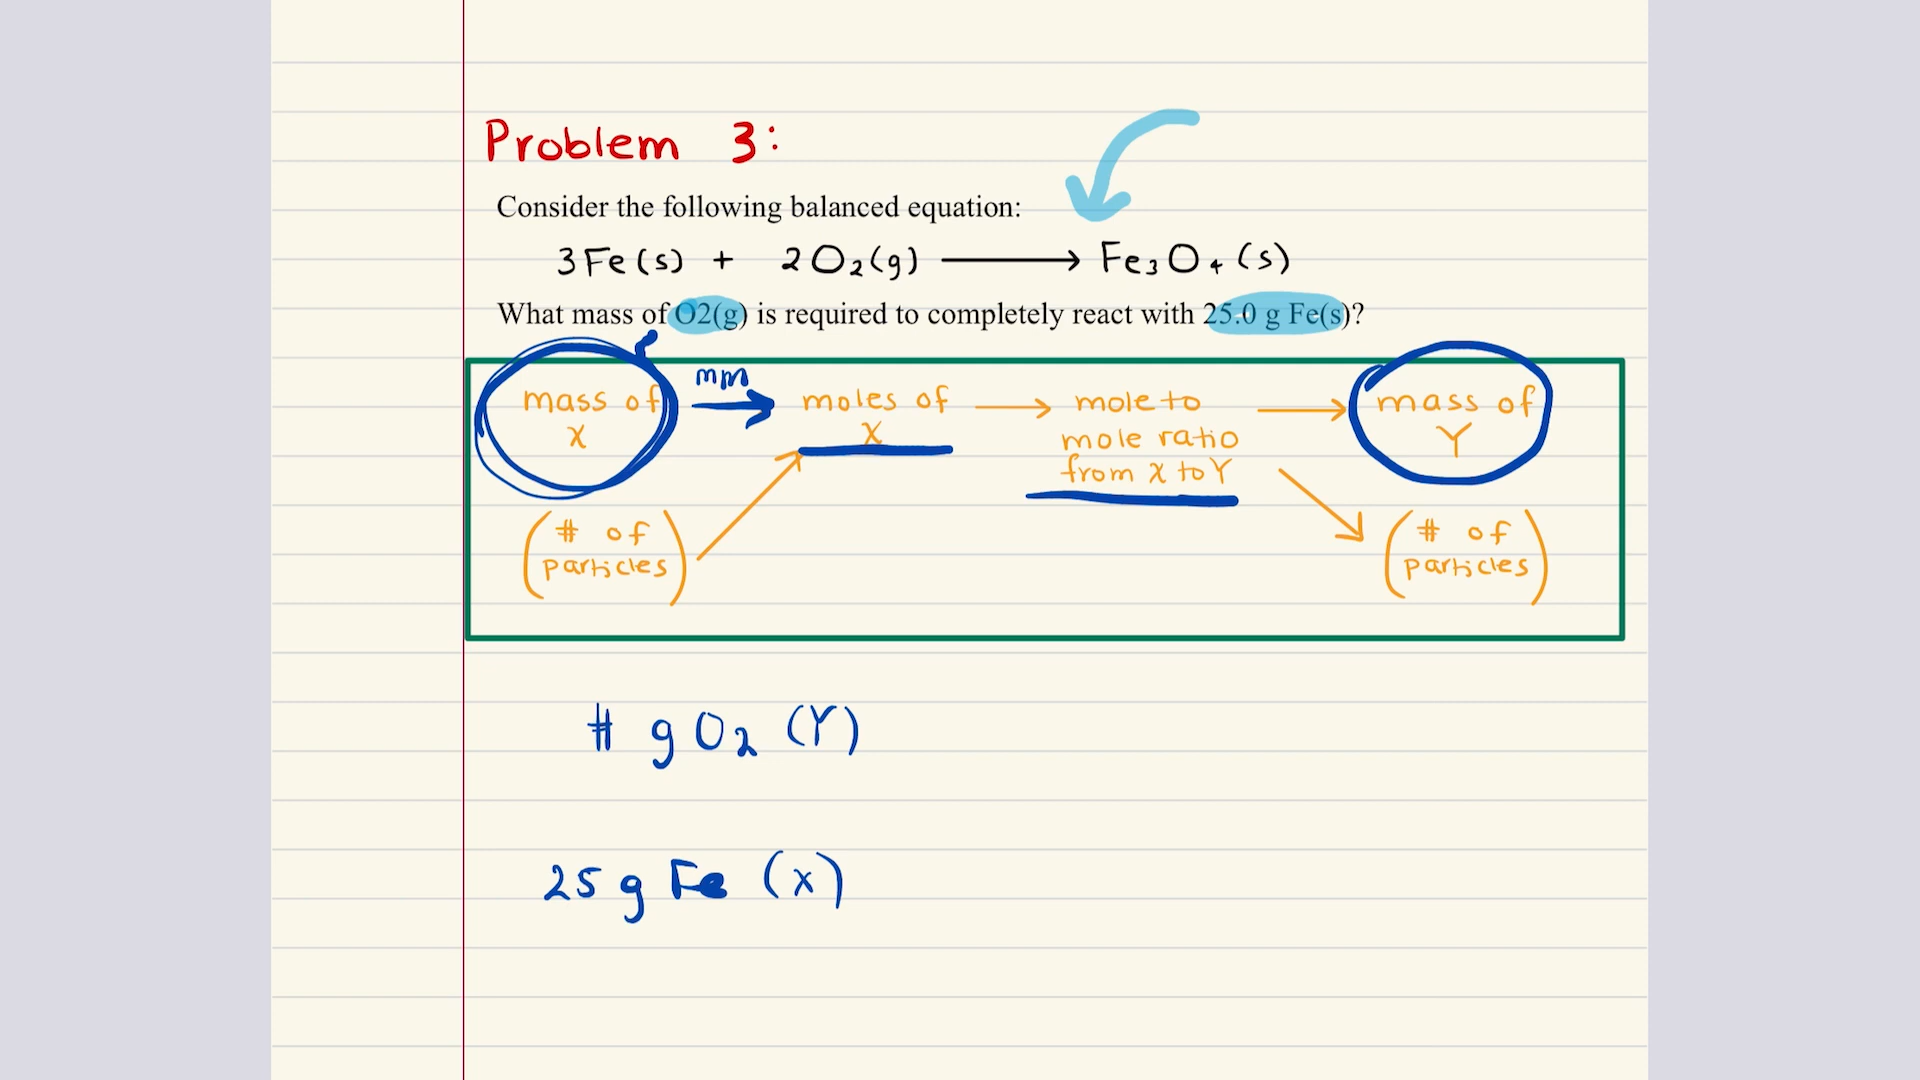 Problem 3:
Consider the following balanced equation:
3Fe(s) + 2O₂(g) ⟶ Fe₃O₄(s)
What mass of O2(g) is required to completely react with 25.0 g Fe(s)?
mass of X
mm
moles of X
mole to mole ratio from X to Y
mass of Y
(# of particles)
(# of particles)
# g O₂ (Y)
25 g Fe (x)